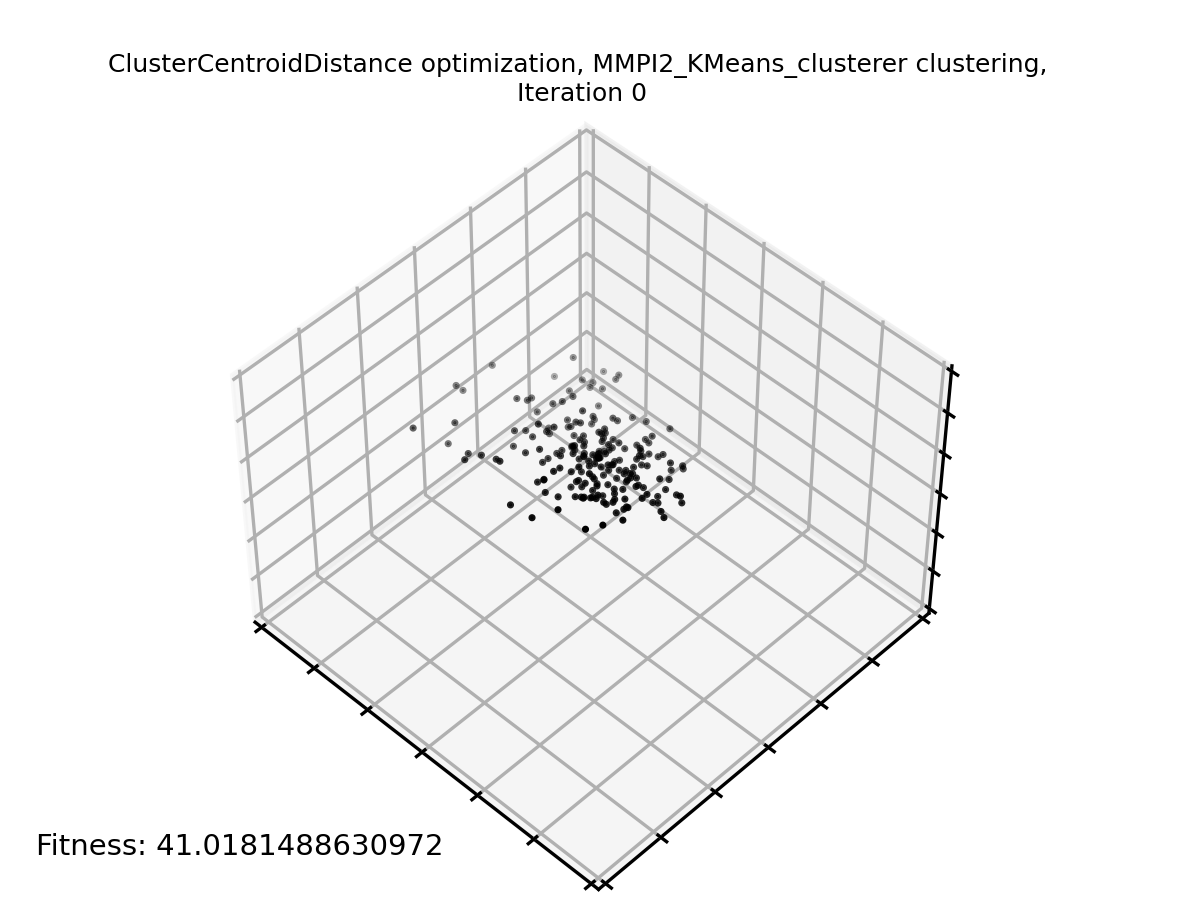 ClusterCentroidDistance optimization, MMPI2_KMeans_clusterer clustering,
Iteration 0
Fitness: 41.0181488630972